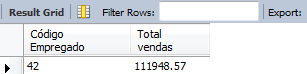 Result Grid Filter Rows: Export:
Código Empregado Total vendas
42 111948.57